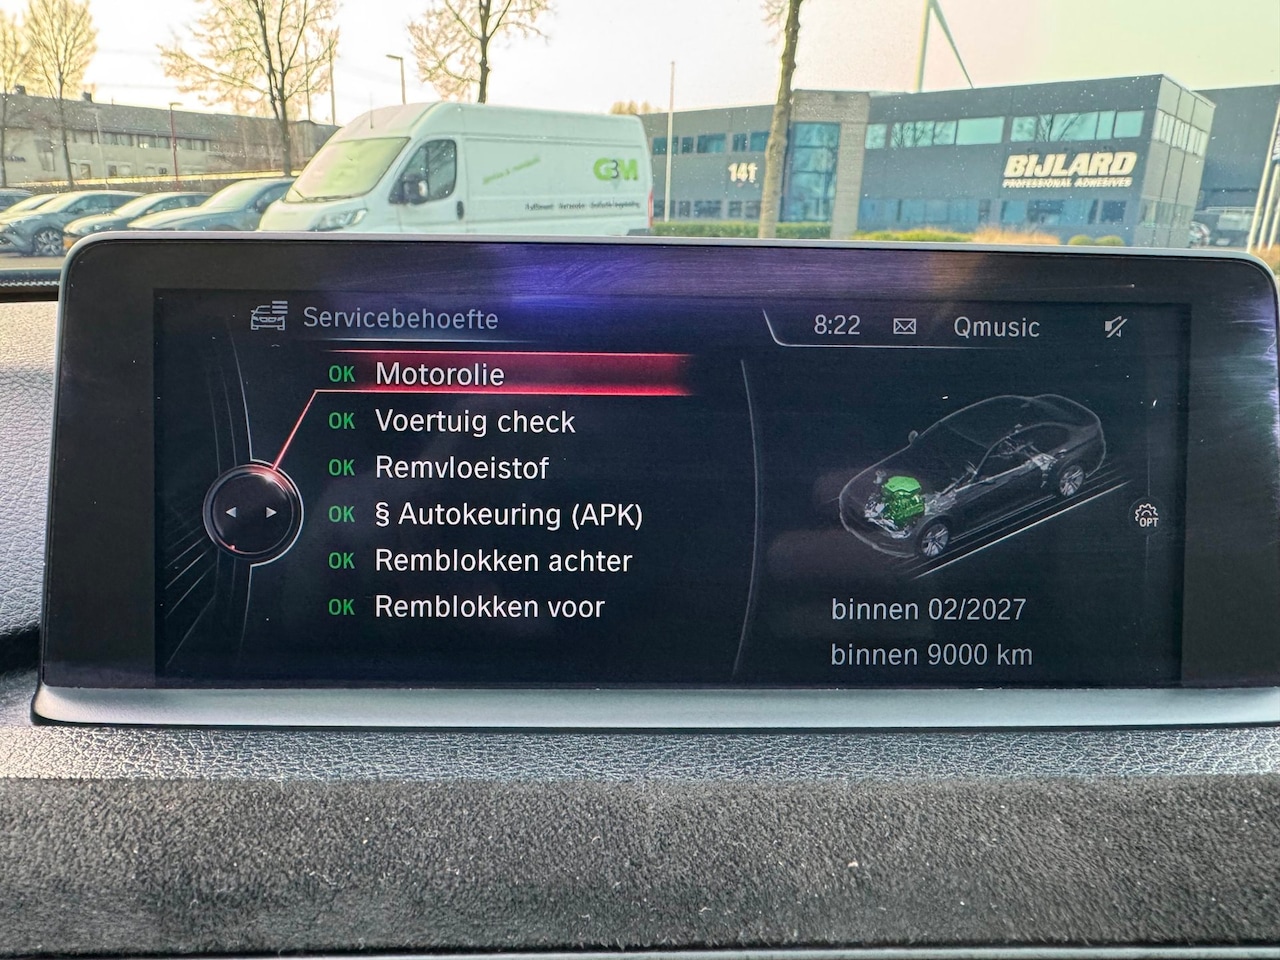 GBM
141
BIJLARD
PROFESSIONAL ADHESIVES
Servicebehoefte
8:22
Qmusic
OK Motorolie
OK Voertuig check
OK Remvloeistof
OK § Autokeuring (APK)
OK Remblokken achter
OK Remblokken voor
OPT
binnen 02/2027
binnen 9000 km